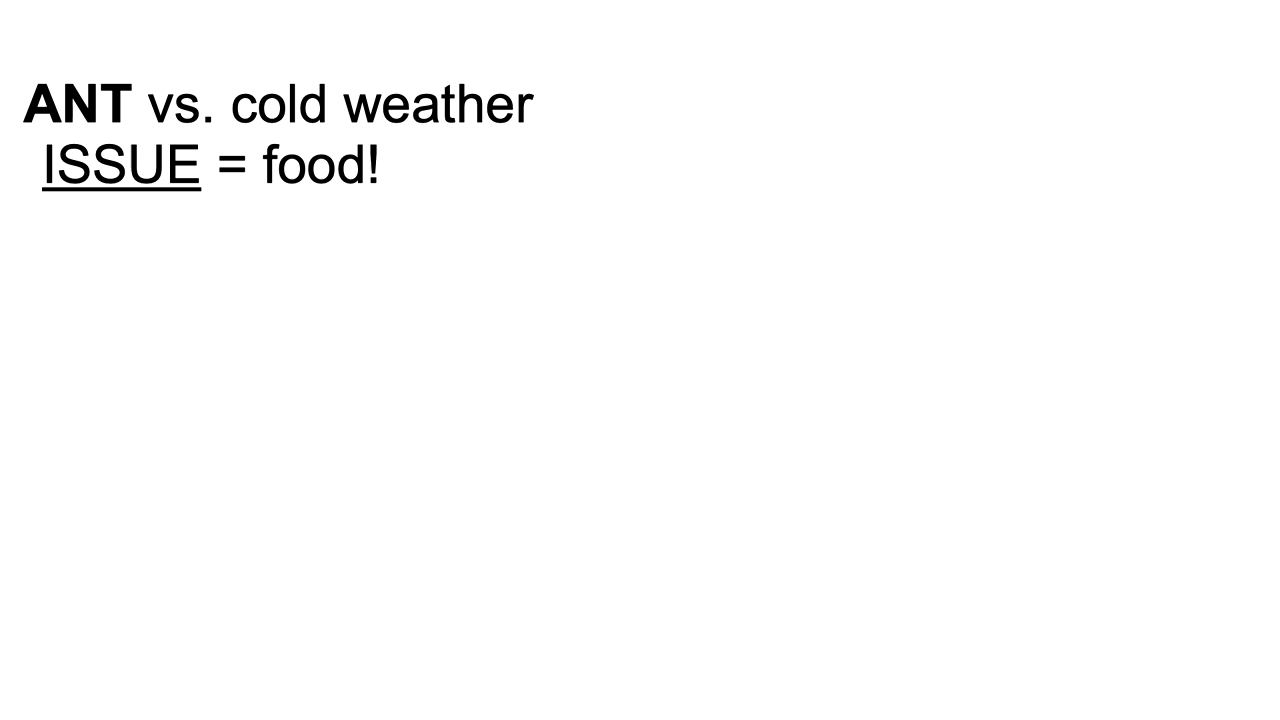 ANT vs. cold weather
ISSUE = food!